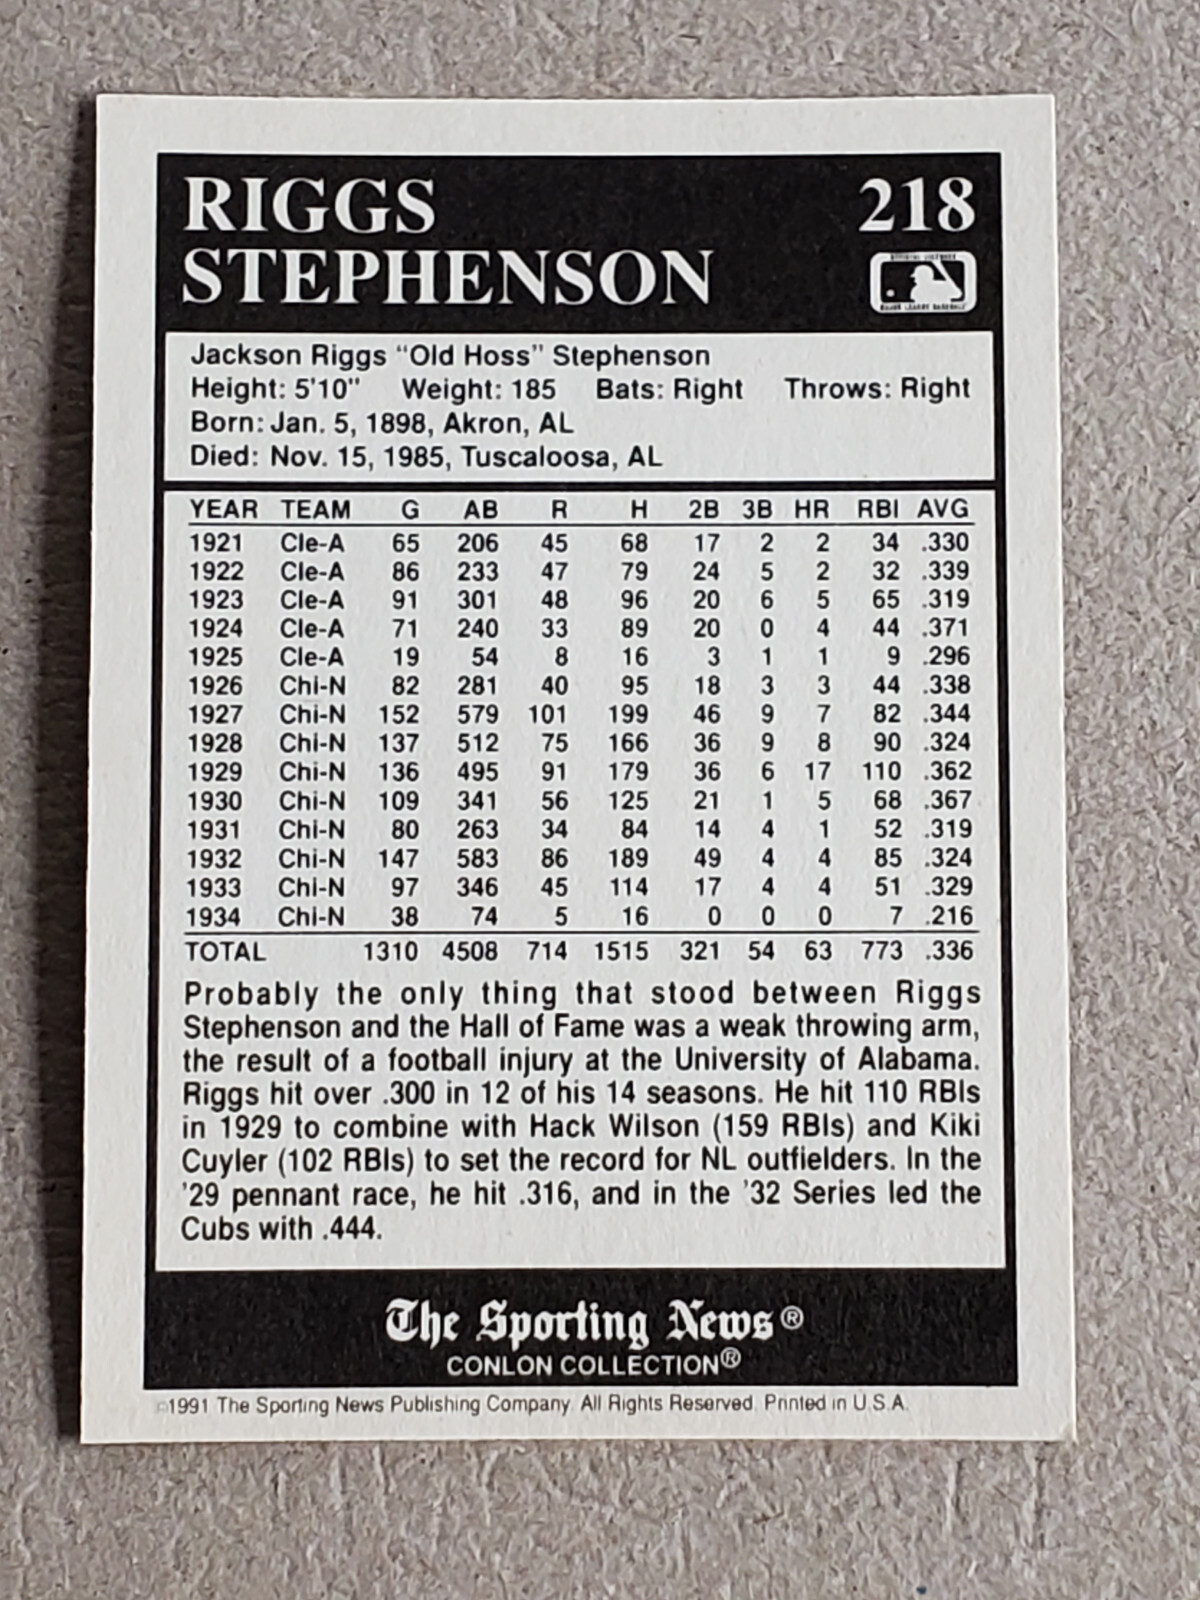 RIGGS 218
STEPHENSON
Jackson Riggs “Old Hoss” Stephenson
Height: 5'10" Weight: 185 Bats: Right Throws: Right
Born: Jan. 5, 1898, Akron, AL
Died: Nov. 15, 1985, Tuscaloosa, AL
YEAR TEAM G AB R H 2B 3B HR RBI AVG
1921 Cle-A 65 206 45 68 17 2 2 34 .330
1922 Cle-A 86 233 47 79 24 5 2 32 .339
1923 Cle-A 91 301 48 96 20 6 5 65 .319
1924 Cle-A 71 240 33 89 20 0 4 44 .371
1925 Cle-A 19 54 8 16 3 1 1 9 .296
1926 Chi-N 82 281 40 95 18 3 3 44 .338
1927 Chi-N 152 579 101 199 46 9 7 82 .344
1928 Chi-N 137 512 75 166 36 9 8 90 .324
1929 Chi-N 136 495 91 179 36 6 17 110 .362
1930 Chi-N 109 341 56 125 21 1 5 68 .367
1931 Chi-N 80 263 34 84 14 4 1 52 .319
1932 Chi-N 147 583 86 189 49 4 4 85 .324
1933 Chi-N 97 346 45 114 17 4 4 51 .329
1934 Chi-N 38 74 5 16 0 0 0 7 .216
TOTAL 1310 4508 714 1515 321 54 63 773 .336
Probably the only thing that stood between Riggs
Stephenson and the Hall of Fame was a weak throwing arm,
the result of a football injury at the University of Alabama.
Riggs hit over .300 in 12 of his 14 seasons. He hit 110 RBIs
in 1929 to combine with Hack Wilson (159 RBIs) and Kiki
Cuyler (102 RBIs) to set the record for NL outfielders. In the
'29 pennant race, he hit .316, and in the '32 Series led the
Cubs with .444.
The Sporting News®
CONLON COLLECTION®
©1991 The Sporting News Publishing Company. All Rights Reserved. Printed in U.S.A.